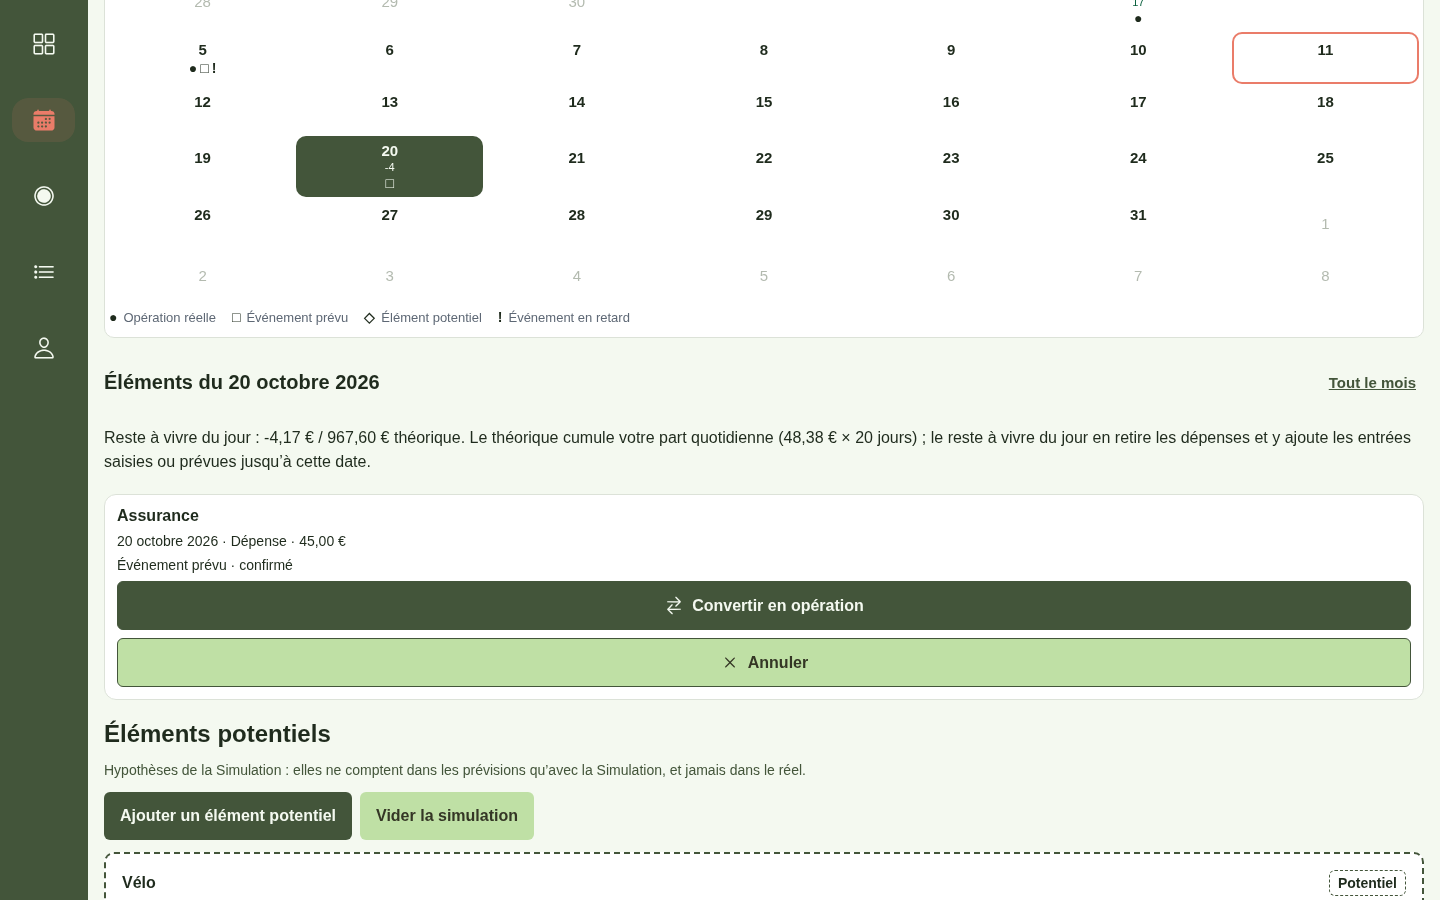 28 29 30 17
●
5 6 7 8 9 10 11
● □ !
12 13 14 15 16 17 18
19 20 21 22 23 24 25
-4
□
26 27 28 29 30 31 1
2 3 4 5 6 7 8
● Opération réelle □ Événement prévu ◇ Élément potentiel ! Événement en retard
Éléments du 20 octobre 2026 Tout le mois
Reste à vivre du jour : -4,17 € / 967,60 € théorique. Le théorique cumule votre part quotidienne (48,38 € × 20 jours) ; le reste à vivre du jour en retire les dépenses et y ajoute les entrées
saisies ou prévues jusqu’à cette date.
Assurance
20 octobre 2026 · Dépense · 45,00 €
Événement prévu · confirmé
Convertir en opération
Annuler
Éléments potentiels
Hypothèses de la Simulation : elles ne comptent dans les prévisions qu’avec la Simulation, et jamais dans le réel.
Ajouter un élément potentiel Vider la simulation
Vélo Potentiel